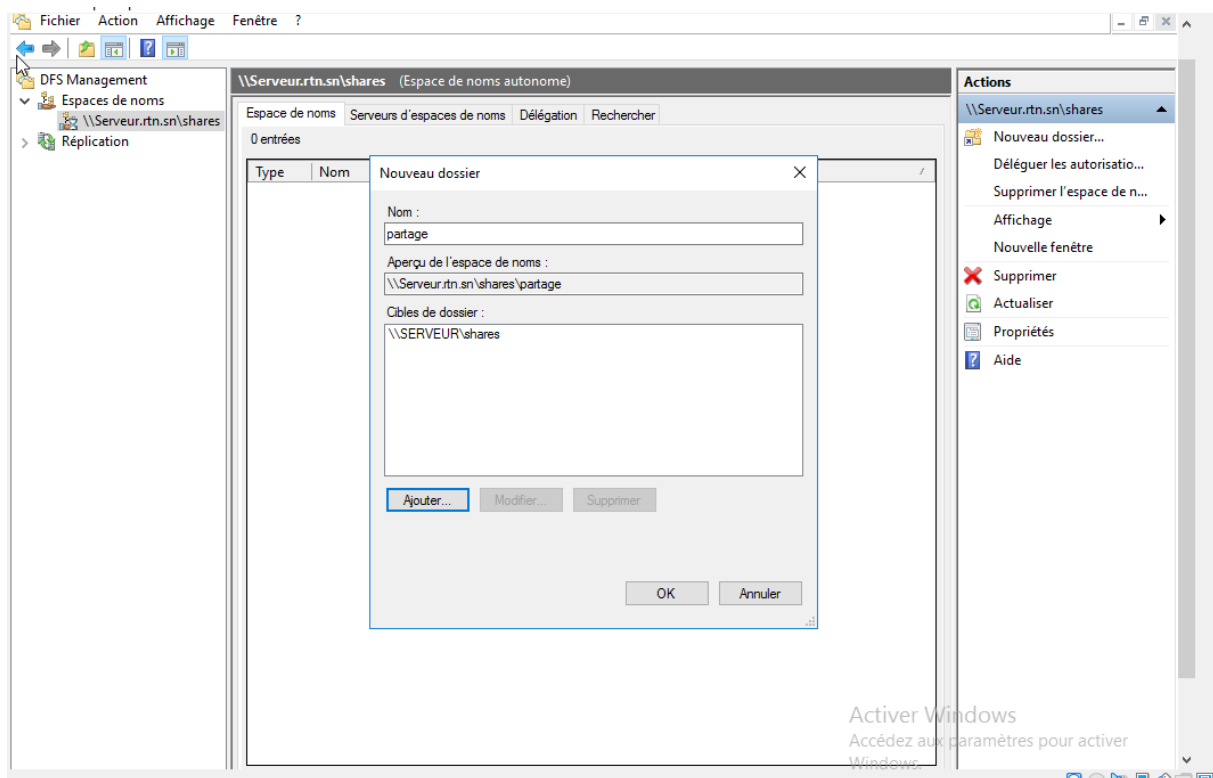 Fichier Action Affichage Fenêtre ?
DFS Management
Espaces de noms
\\Serveur.rtn.sn\shares
Réplication
\\Serveur.rtn.sn\shares (Espace de noms autonome)
Espace de noms Serveurs d'espaces de noms Délégation Rechercher
0 entrées
Type Nom
Nouveau dossier
Nom :
partage
Aperçu de l'espace de noms :
\\Serveur.rtn.sn\shares\partage
Cibles de dossier :
\\SERVEUR\shares
Ajouter... Modifier... Supprimer
OK Annuler
Actions
\\Serveur.rtn.sn\shares
Nouveau dossier...
Déléguer les autorisatio...
Supprimer l'espace de n...
Affichage
Nouvelle fenêtre
Supprimer
Actualiser
Propriétés
Aide
Activer Windows
Accédez aux paramètres pour activer
Windows.